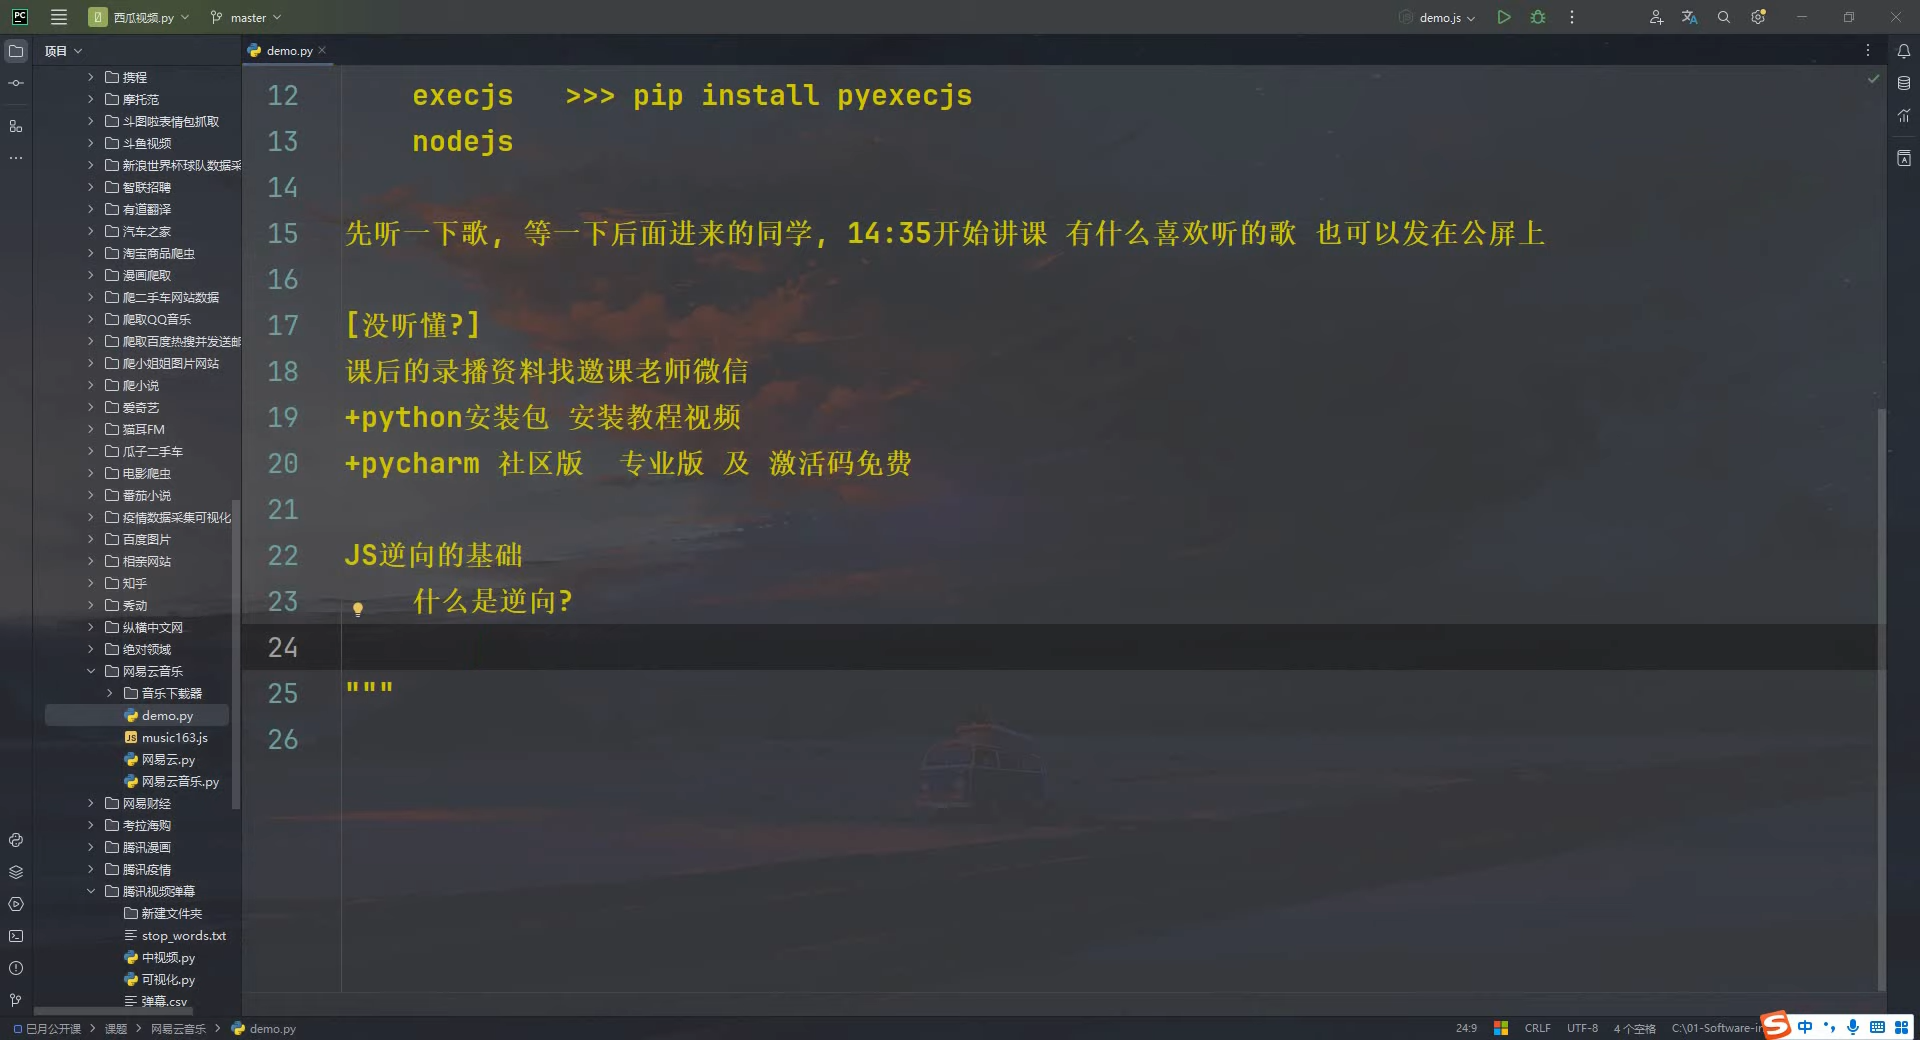 PC
西瓜视频.py
master
demo.js
项目
demo.py
携程
摩托范
斗图啦表情包抓取
斗鱼视频
新浪世界杯球队数据采
智联招聘
有道翻译
汽车之家
淘宝商品爬虫
漫画爬取
爬二手车网站数据
爬取QQ音乐
爬取百度热搜并发送邮
爬小姐姐图片网站
爬小说
爱奇艺
猫耳FM
瓜子二手车
电影爬虫
番茄小说
疫情数据采集可视化
百度图片
相亲网站
知乎
秀动
纵横中文网
绝对领域
网易云音乐
音乐下载器
demo.py
music163.js
网易云.py
网易云音乐.py
网易财经
考拉海购
腾讯漫画
腾讯疫情
腾讯视频弹幕
新建文件夹
stop_words.txt
中视频.py
可视化.py
弹幕.csv
12 execjs >>> pip install pyexecjs
13 nodejs
14
15 先听一下歌, 等一下后面进来的同学, 14:35开始讲课 有什么喜欢听的歌 也可以发在公屏上
16
17 [没听懂?]
18 课后的录播资料找邀课老师微信
19 +python安装包 安装教程视频
20 +pycharm 社区版 专业版 及 激活码免费
21
22 JS逆向的基础
23 什么是逆向?
24
25 """
26
巳月公开课 课题 网易云音乐 demo.py
24:9 CRLF UTF-8 4 个空格 C:\01-Software-in
中